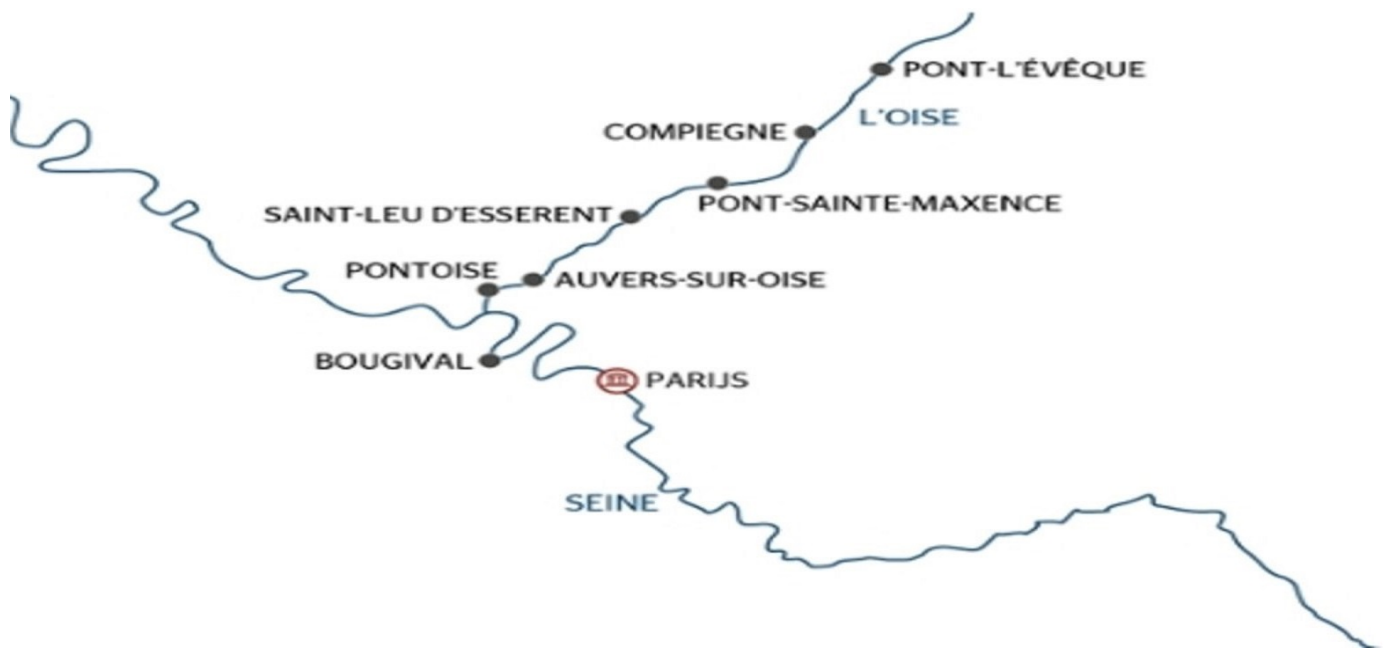 PONT-L'ÉVÊQUE
L'OISE
COMPIEGNE
PONT-SAINTE-MAXENCE
SAINT-LEU D'ESSERENT
PONTOISE
AUVERS-SUR-OISE
BOUGIVAL
PARIJS
SEINE